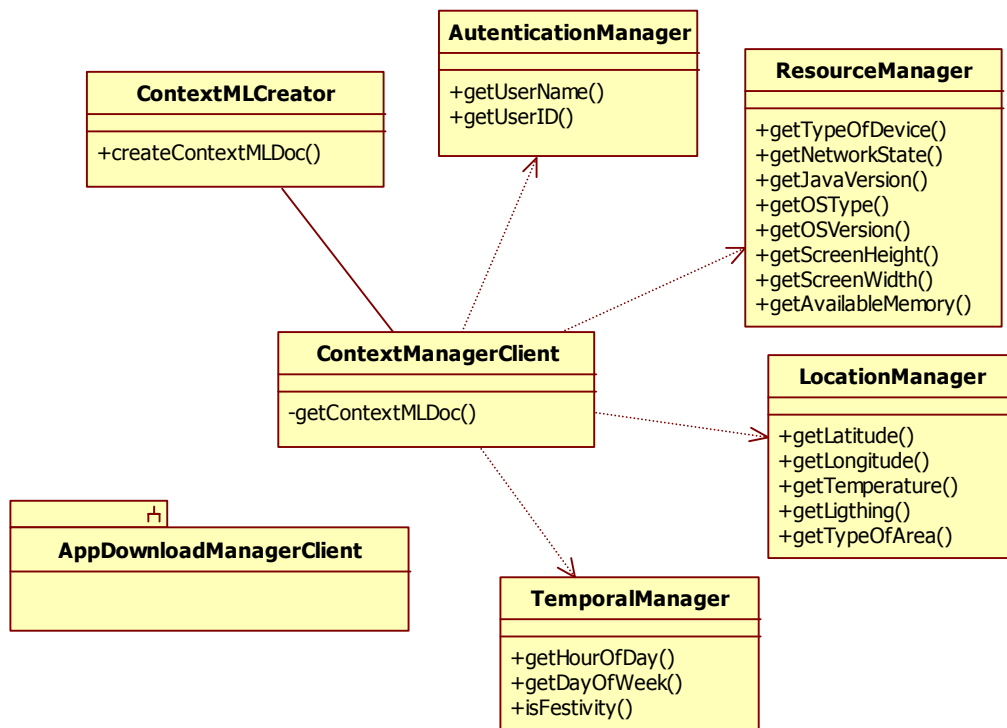 AutenticationManager
+getUserName()
+getUserID()
ResourceManager
+getTypeOfDevice()
+getNetworkState()
+getJavaVersion()
+getOSType()
+getOSVersion()
+getScreenHeight()
+getScreenWidth()
+getAvailableMemory()
ContextMLCreator
+createContextMLDoc()
ContextManagerClient
-getContextMLDoc()
LocationManager
+getLatitude()
+getLongitude()
+getTemperature()
+getLigthing()
+getTypeOfArea()
AppDownloadManagerClient
TemporalManager
+getHourOfDay()
+getDayOfWeek()
+isFestivity()